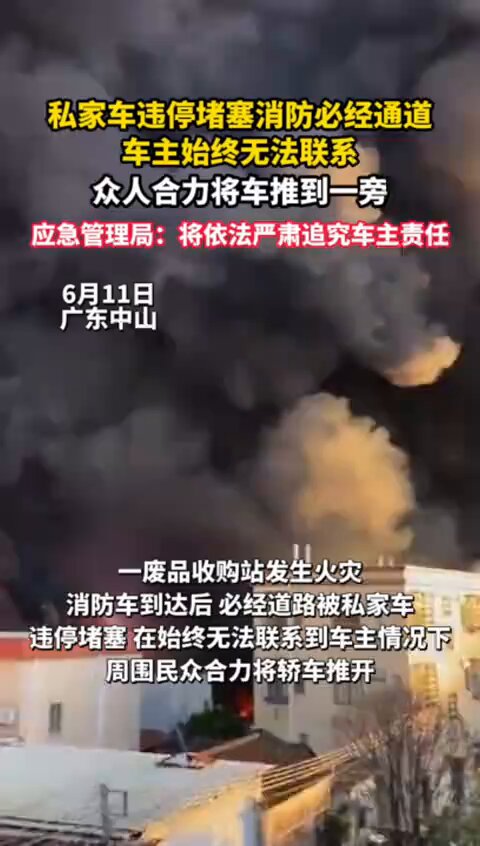 私家车违停堵塞消防必经通道
车主始终无法联系
众人合力将车推到一旁
应急管理局：将依法严肃追究车主责任
6月11日
广东中山
一废品收购站发生火灾
消防车到达后 必经道路被私家车
违停堵塞 在始终无法联系到车主情况下
周围民众合力将轿车推开